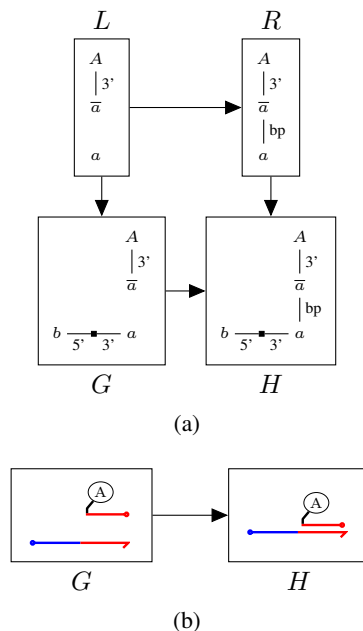 L R
A A
3' 3'
a̅ a̅
bp
a a
A A
3' 3'
a̅ a̅
bp
b a b a
5' 3' 5' 3'
G H
(a)
A A
G H
(b)